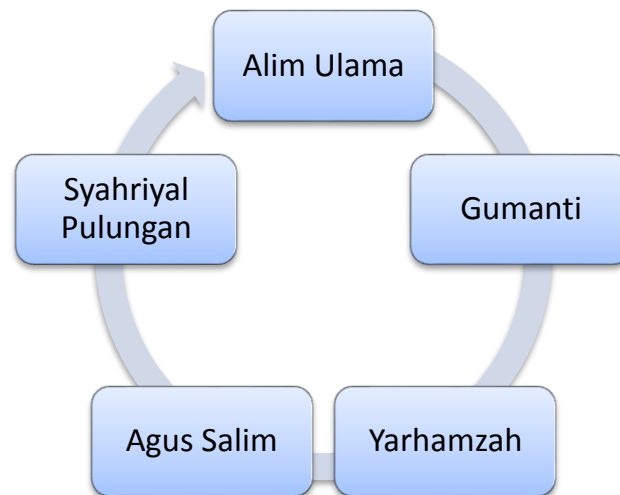 Alim Ulama
Gumanti
Yarhamzah
Agus Salim
Syahriyal
Pulungan